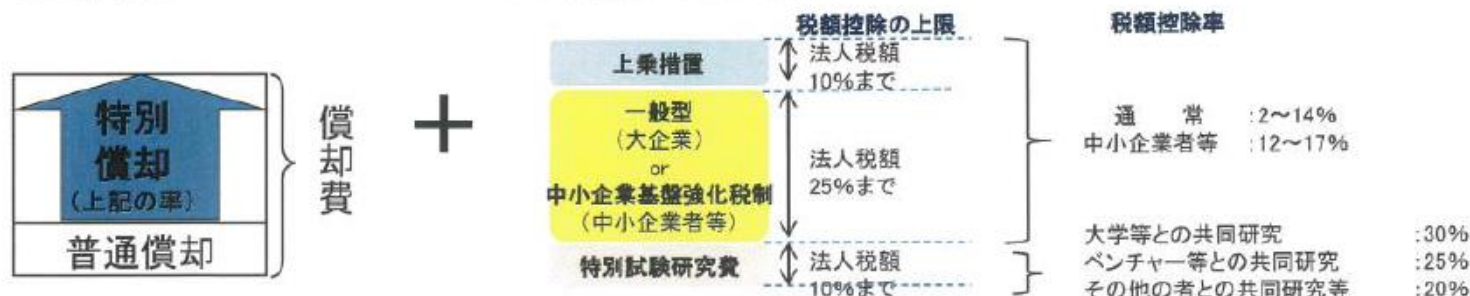 特別
償却
(上記の率)
普通償却
償却費
+
税額控除の上限
上乗措置
法人税額
10%まで
一般型
(大企業)
or
中小企業基盤強化税制
(中小企業者等)
法人税額
25%まで
特別試験研究費
法人税額
10%まで
税額控除率
通　常　:2～14%
中小企業者等　:12～17%
大学等との共同研究　:30%
ベンチャー等との共同研究　:25%
その他の者との共同研究等　:20%